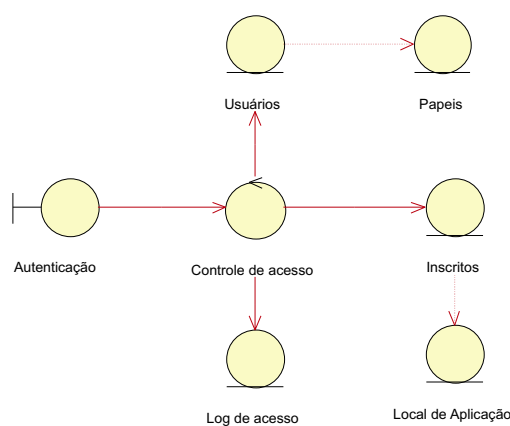 Usuários
Papeis
Autenticação
Controle de acesso
Inscritos
Log de acesso
Local de Aplicação